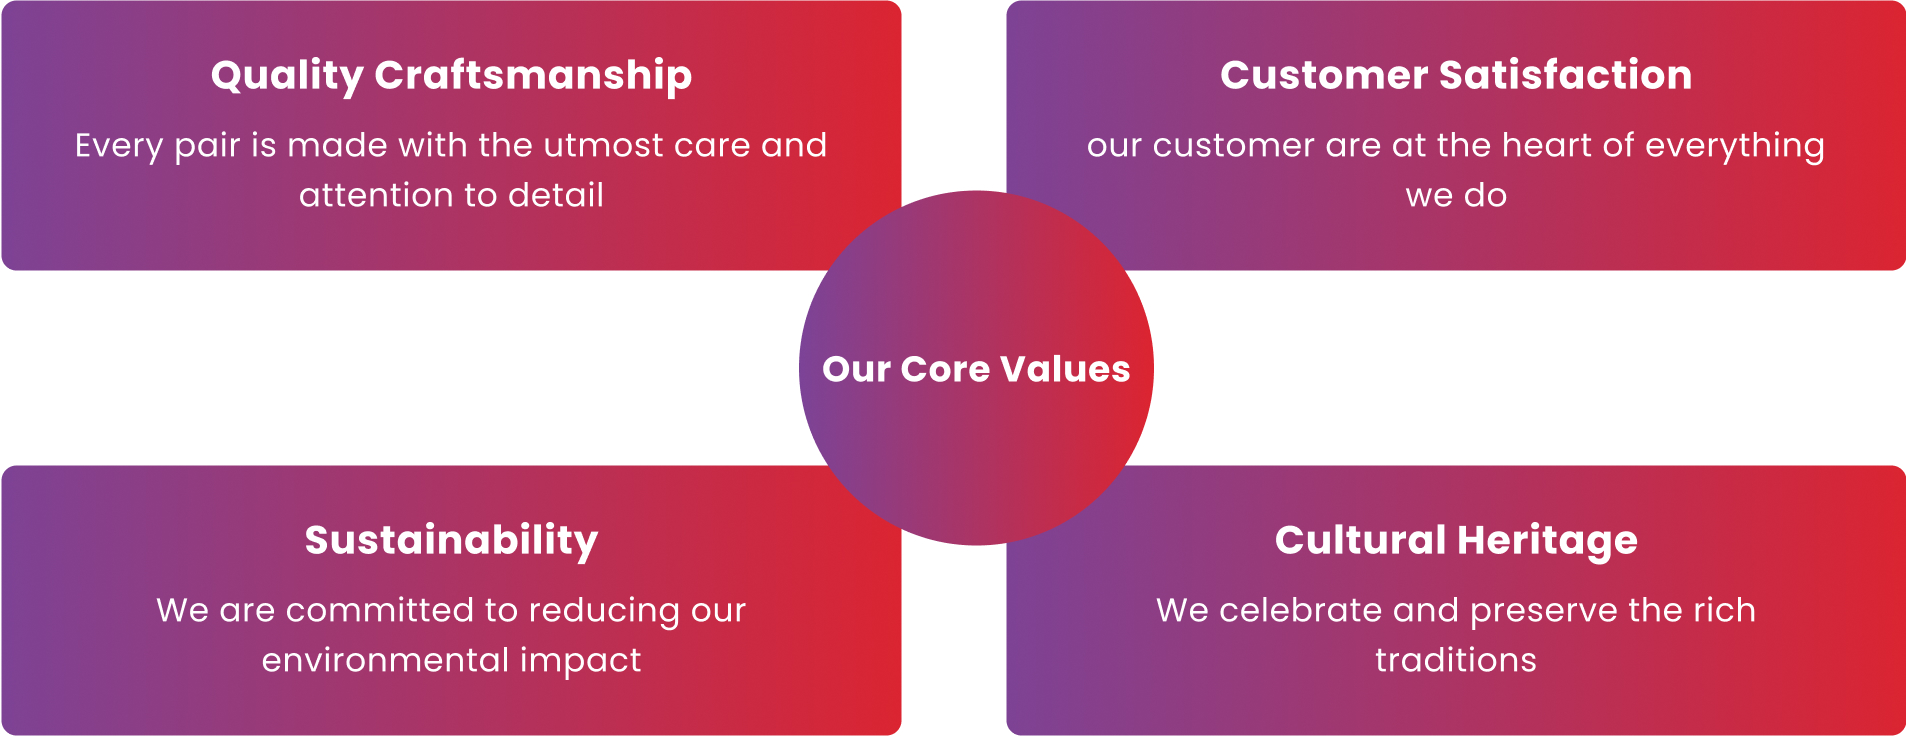 Quality Craftsmanship
Every pair is made with the utmost care and
attention to detail
Customer Satisfaction
our customer are at the heart of everything
we do
Our Core Values
Sustainability
We are committed to reducing our
environmental impact
Cultural Heritage
We celebrate and preserve the rich
traditions